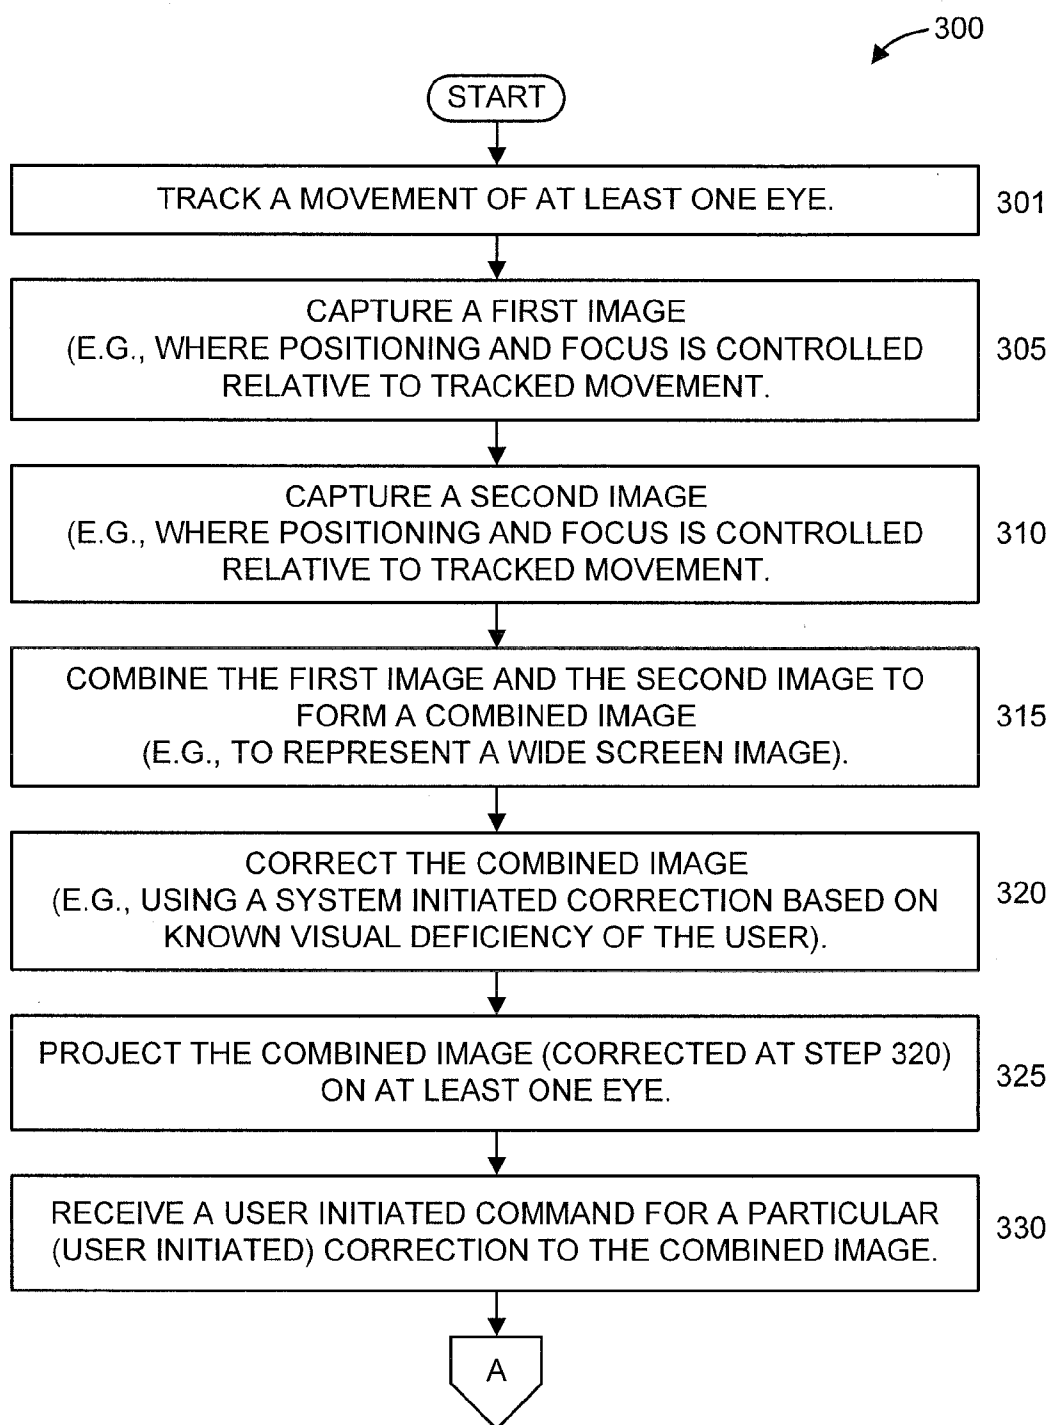 300
START
TRACK A MOVEMENT OF AT LEAST ONE EYE.
301
CAPTURE A FIRST IMAGE
(E.G., WHERE POSITIONING AND FOCUS IS CONTROLLED
RELATIVE TO TRACKED MOVEMENT.
305
CAPTURE A SECOND IMAGE
(E.G., WHERE POSITIONING AND FOCUS IS CONTROLLED
RELATIVE TO TRACKED MOVEMENT.
310
COMBINE THE FIRST IMAGE AND THE SECOND IMAGE TO
FORM A COMBINED IMAGE
(E.G., TO REPRESENT A WIDE SCREEN IMAGE).
315
CORRECT THE COMBINED IMAGE
(E.G., USING A SYSTEM INITIATED CORRECTION BASED ON
KNOWN VISUAL DEFICIENCY OF THE USER).
320
PROJECT THE COMBINED IMAGE (CORRECTED AT STEP 320)
ON AT LEAST ONE EYE.
325
RECEIVE A USER INITIATED COMMAND FOR A PARTICULAR
(USER INITIATED) CORRECTION TO THE COMBINED IMAGE.
330
A